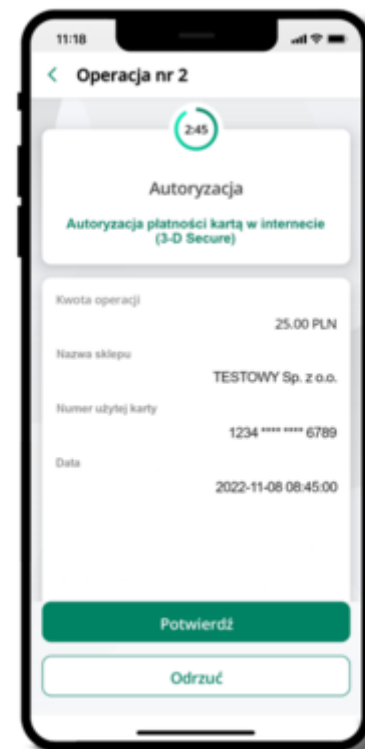 11:18
Operacja nr 2
2:45
Autoryzacja
Autoryzacja płatności kartą w internecie
(3-D Secure)
Kwota operacji
25.00 PLN
Nazwa sklepu
TESTOWY Sp. z o.o.
Numer użytej karty
1234 **** **** 6789
Data
2022-11-08 08:45:00
Potwierdź
Odrzuć